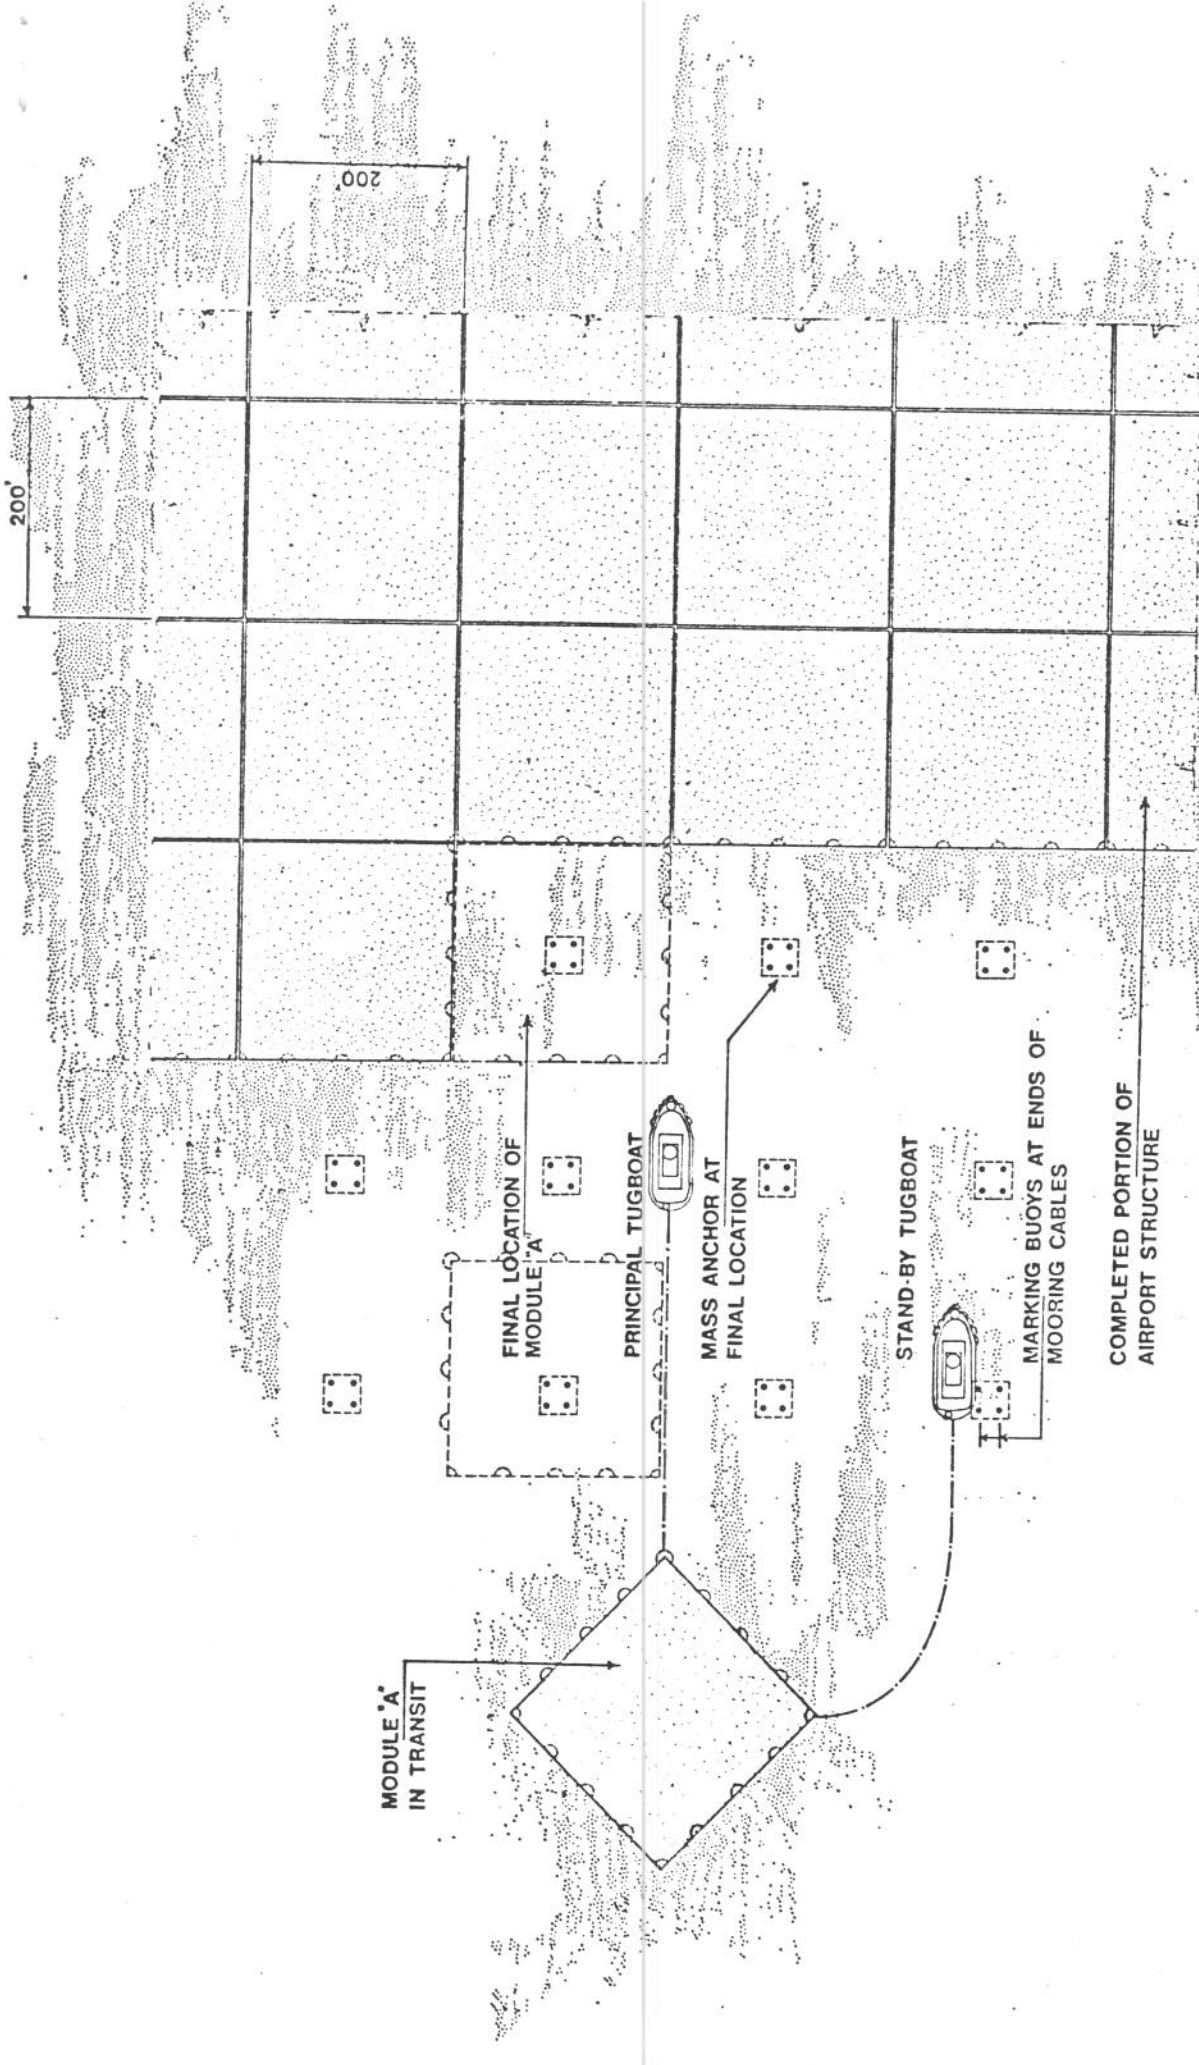 200'
200'
MODULE "A"
IN TRANSIT
FINAL LOCATION OF
MODULE "A"
PRINCIPAL TUGBOAT
MASS ANCHOR AT
FINAL LOCATION
STAND-BY TUGBOAT
MARKING BUOYS AT ENDS OF
MOORING CABLES
COMPLETED PORTION OF
AIRPORT STRUCTURE